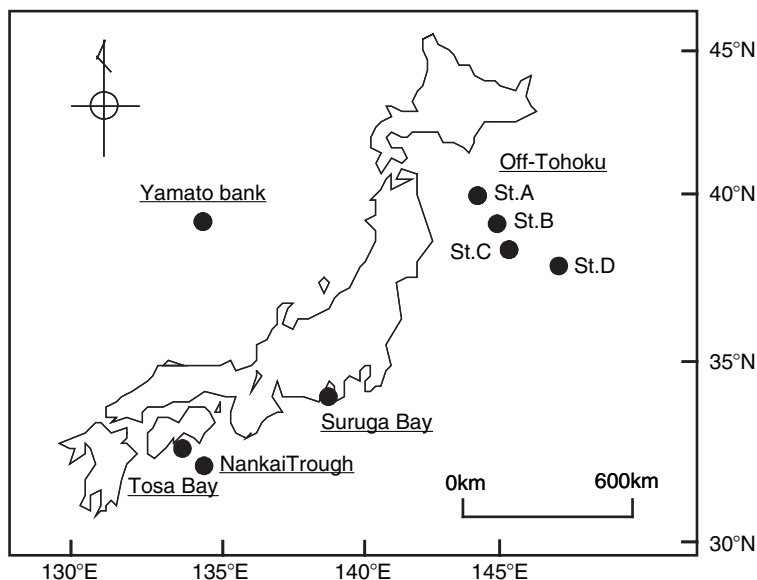 45°N
Off-Tohoku
Yamato bank
40°N
St.A
St.B
St.C
St.D
35°N
Suruga Bay
NankaiTrough
Tosa Bay
0km
600km
30°N
130°E
135°E
140°E
145°E